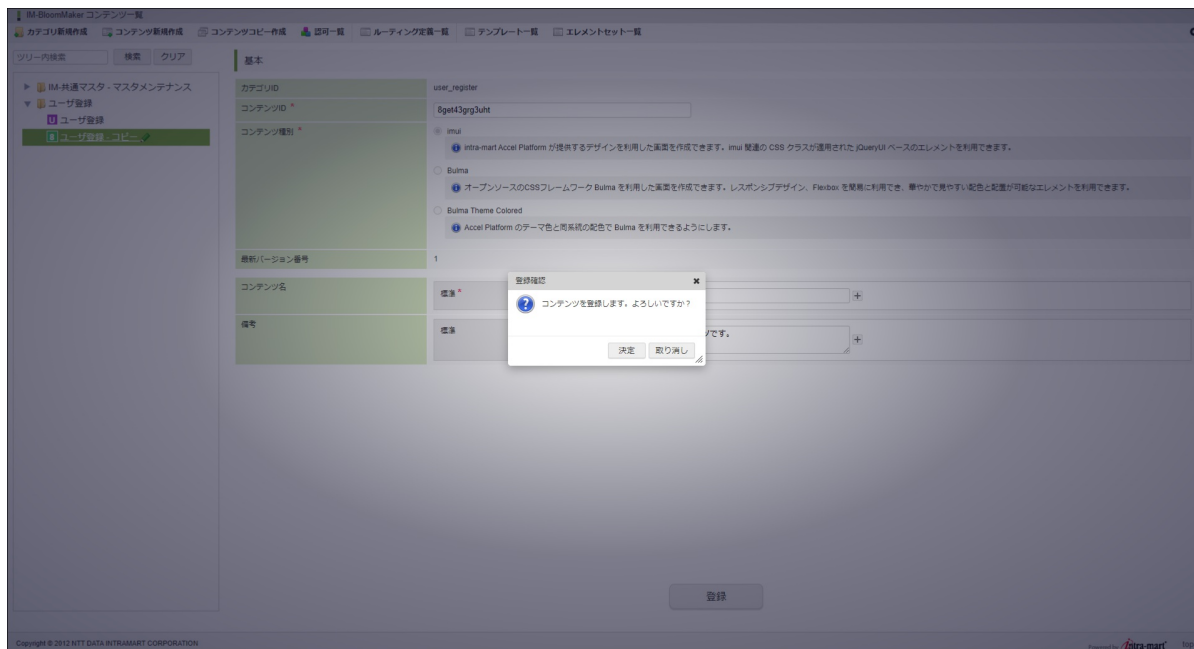 IM-BloomMaker コンテンツ一覧
カテゴリ新規作成 コンテンツ新規作成 コンテンツコピー作成 認可一覧 ルーティング定義一覧 テンプレート一覧 エレメントセット一覧
ツリー内検索 検索 クリア
基本
IM-共通マスタ - マスタメンテナンス
ユーザ登録
ユーザ登録
ユーザ登録 - コピー
カテゴリID user_register
コンテンツID * 8get43grg3uht
コンテンツ種別 * imui
intra-mart Accel Platform が提供するデザインを利用した画面を作成できます。imui 関連の CSS クラスが適用された jQueryUI ベースのエレメントを利用できます。
Bulma
オープンソースのCSSフレームワーク Bulma を利用した画面を作成できます。レスポンシブデザイン、Flexbox を簡易に利用でき、華やかで見やすい配色と配置が可能なエレメントを利用できます。
Bulma Theme Colored
Accel Platform のテーマ色と同系統の配色で Bulma を利用できるようにします。
最新バージョン番号 1
登録確認
コンテンツを登録します。よろしいですか?
決定 取り消し
コンテンツ名 標準 *
備考 標準 ツです。
登録
Copyright © 2012 NTT DATA INTRAMART CORPORATION
Powered by intra-mart Top